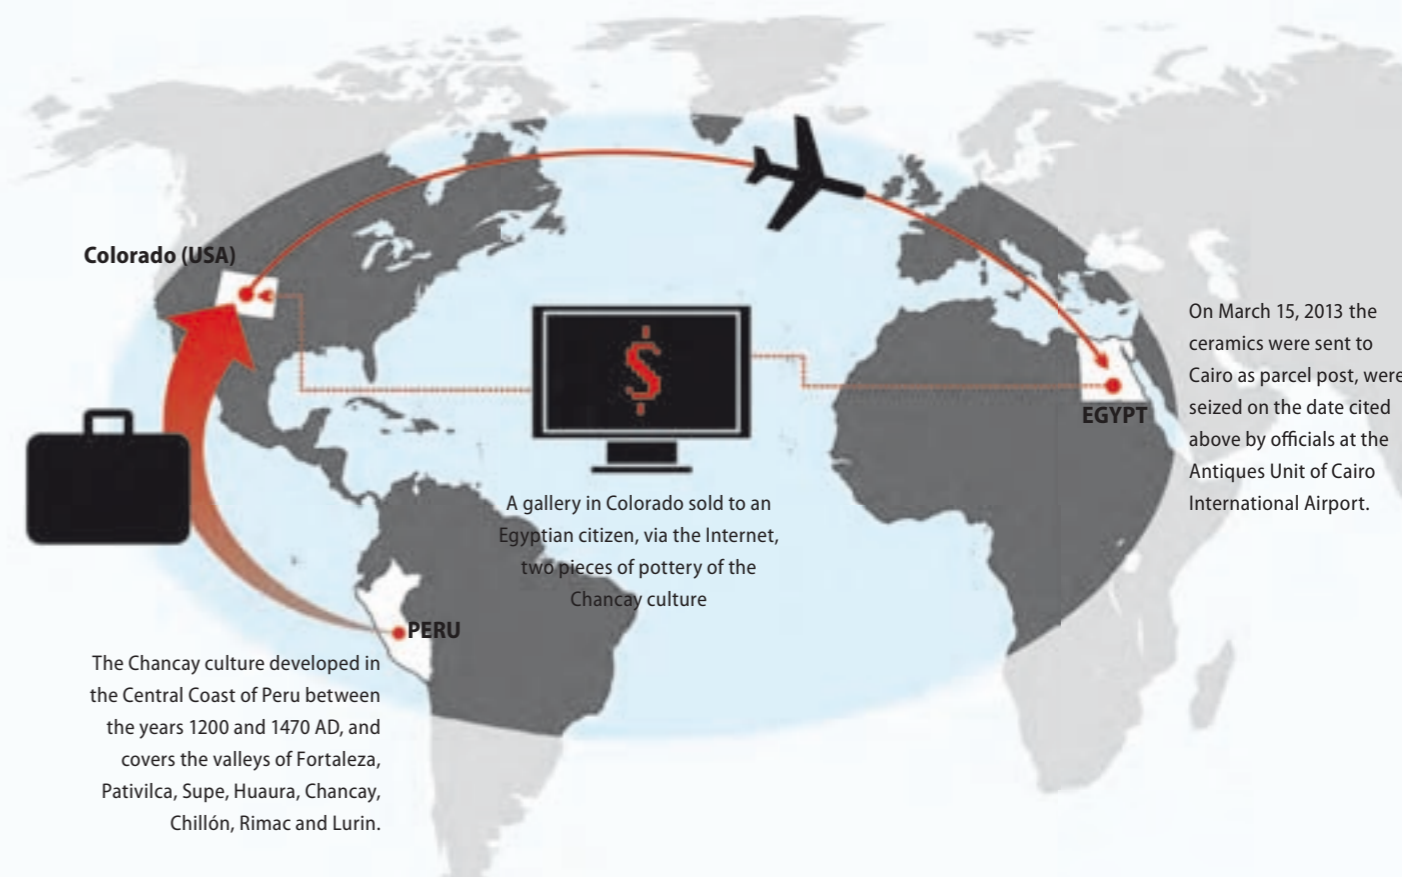 Colorado (USA)
$
A gallery in Colorado sold to an
Egyptian citizen, via the Internet,
two pieces of pottery of the
Chancay culture
EGYPT
On March 15, 2013 the
ceramics were sent to
Cairo as parcel post, were
seized on the date cited
above by officials at the
Antiques Unit of Cairo
International Airport.
PERU
The Chancay culture developed in
the Central Coast of Peru between
the years 1200 and 1470 AD, and
covers the valleys of Fortaleza,
Pativilca, Supe, Huaura, Chancay,
Chillón, Rimac and Lurin.